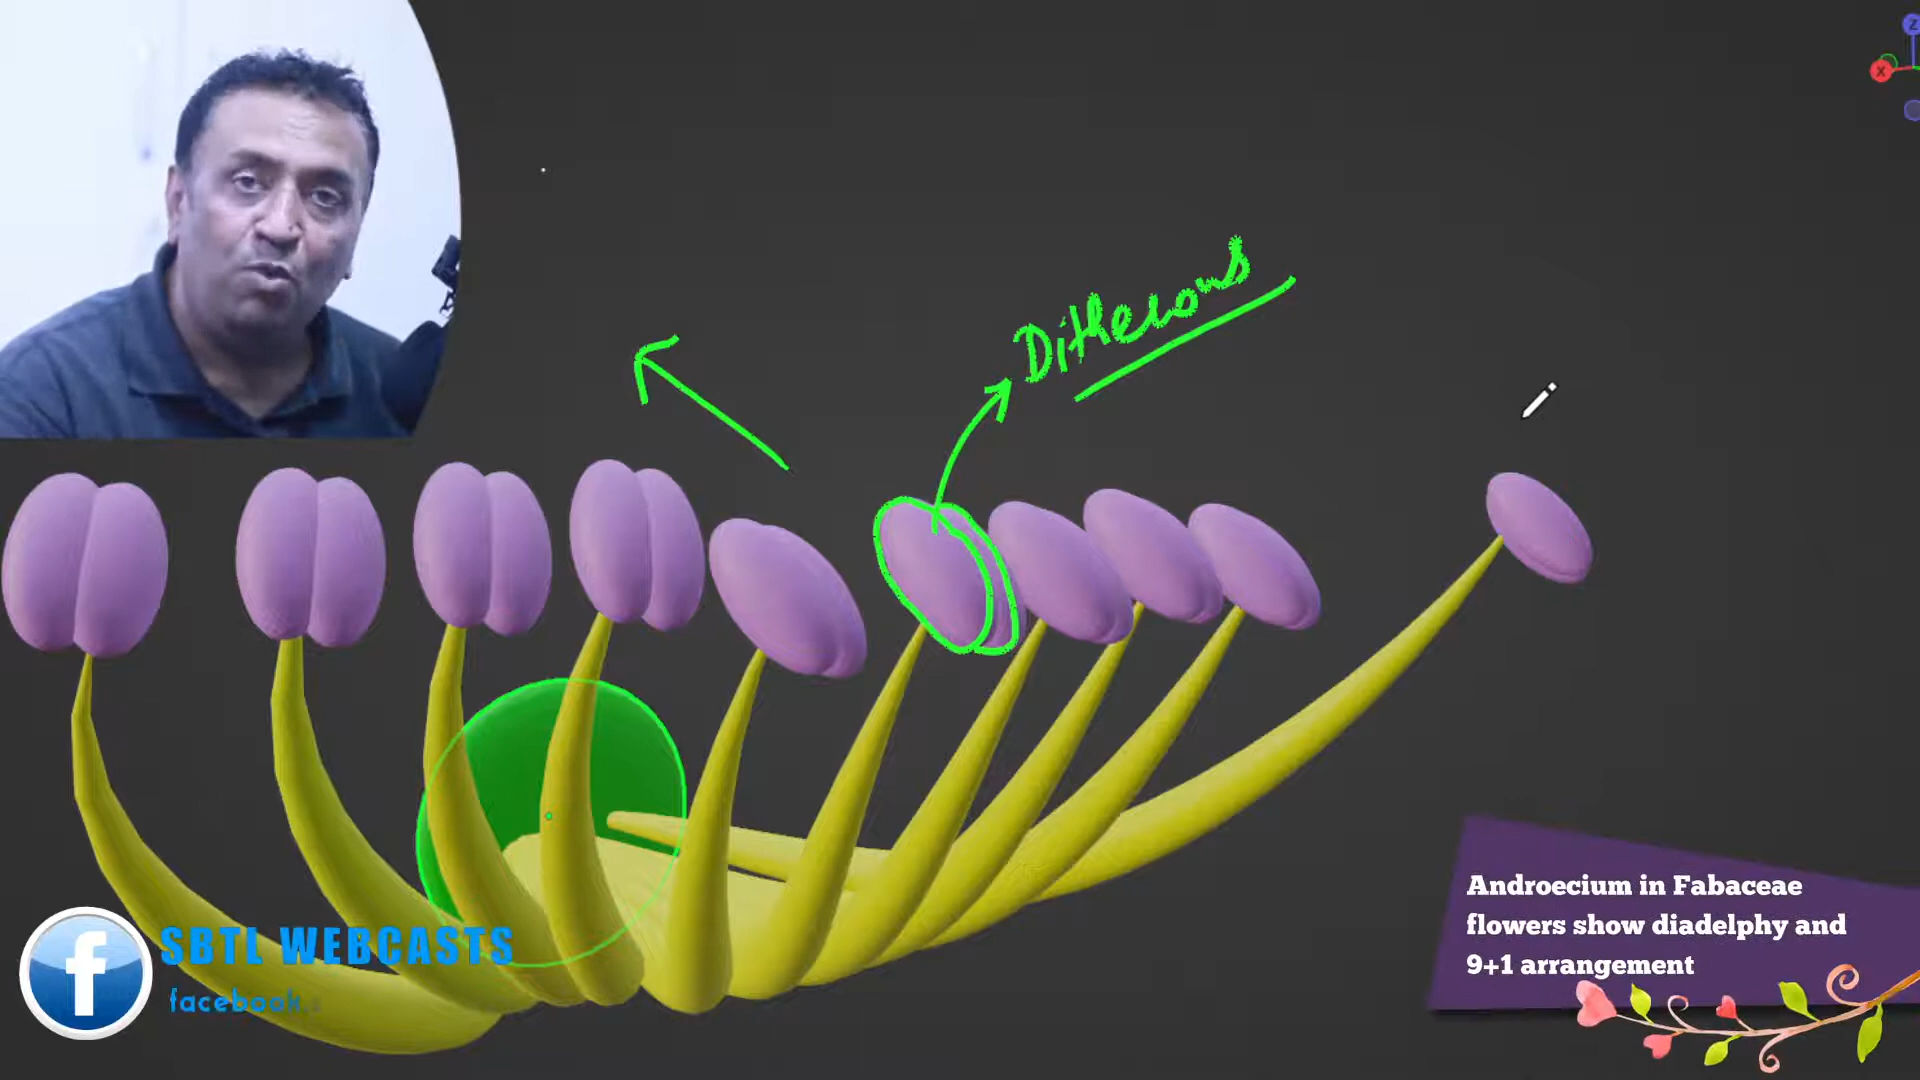 Z
X
Dithecous
Androecium in Fabaceae
flowers show diadelphy and
9+1 arrangement
f
SBTL WEBCASTS
facebook.